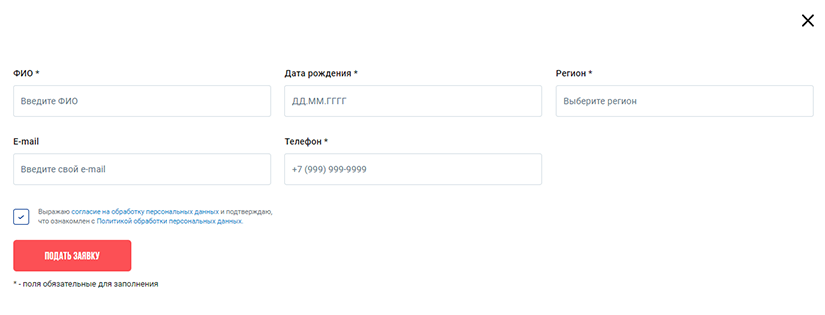 ФИО * Дата рождения * Регион *
Введите ФИО ДД.ММ.ГГГГ Выберите регион
E-mail Телефон *
Введите свой e-mail +7 (999) 999-9999
Выражаю согласие на обработку персональных данных и подтверждаю,
что ознакомлен с Политикой обработки персональных данных.
ПОДАТЬ ЗАЯВКУ
* - поля обязательные для заполнения